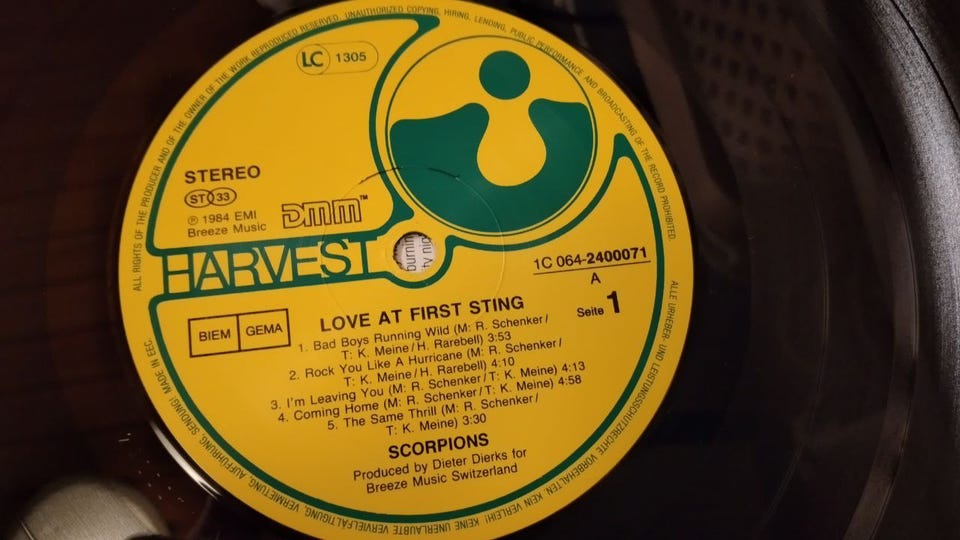 ALL RIGHTS OF THE PRODUCER AND OF THE OWNER OF THE WORK REPRODUCED RESERVED. UNAUTHORIZED COPYING, HIRING, LENDING, PUBLIC PERFORMANCE AND BROADCASTING OF THE RECORD PROHIBITED.
LC 1305
STEREO
ST 33
℗ 1984 EMI
Breeze Music
DMM™
HARVEST
burnin
ty nic
1C 064-2400071
A
Seite 1
BIEM GEMA
LOVE AT FIRST STING
1. Bad Boys Running Wild (M: R. Schenker/
T: K. Meine/H. Rarebell) 3:53
2. Rock You Like A Hurricane (M: R. Schenker/
T: K. Meine/H. Rarebell) 4:10
3. I'm Leaving You (M: R. Schenker/T: K. Meine) 4:13
4. Coming Home (M: R. Schenker/T: K. Meine) 4:58
5. The Same Thrill (M: R. Schenker/
T: K. Meine) 3:30
SCORPIONS
Produced by Dieter Dierks for
Breeze Music Switzerland
ALLE URHEBER- UND LEISTUNGSSCHUTZRECHTE VORBEHALTEN. KEIN VERLEIH! KEINE UNERLAUBTE VERVIELFÄLTIGUNG, VERMIETUNG, AUFFÜHRUNG, SENDUNG! MADE IN EEC.